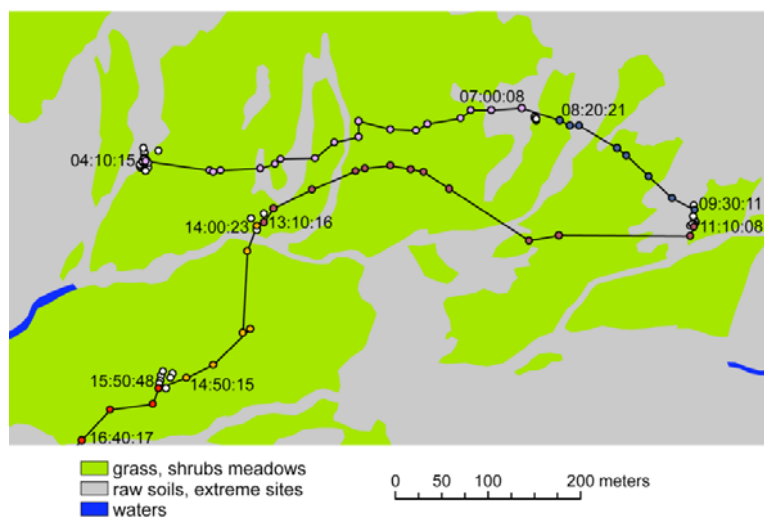 07:00:08
08:20:21
04:10:15
09:30:11
14:00:23
13:10:16
11:10:08
15:50:48
14:50:15
16:40:17
grass, shrubs meadows
raw soils, extreme sites
waters
0 50 100 200 meters